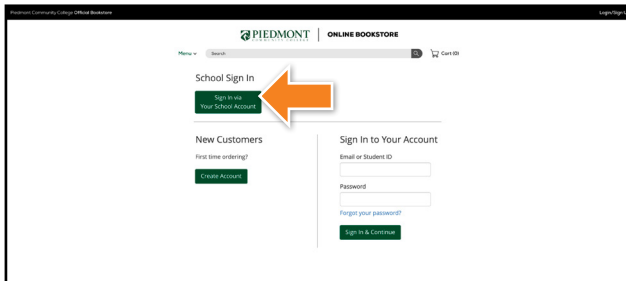 Piedmont Community College Official Bookstore
Login/Sign U
PIEDMONT
COMMUNITY COLLEGE
ONLINE BOOKSTORE
Menu
Search
Cart (0)
School Sign In
Sign In via
Your School Account
New Customers
First time ordering?
Create Account
Sign In to Your Account
Email or Student ID
Password
Forgot your password?
Sign In & Continue